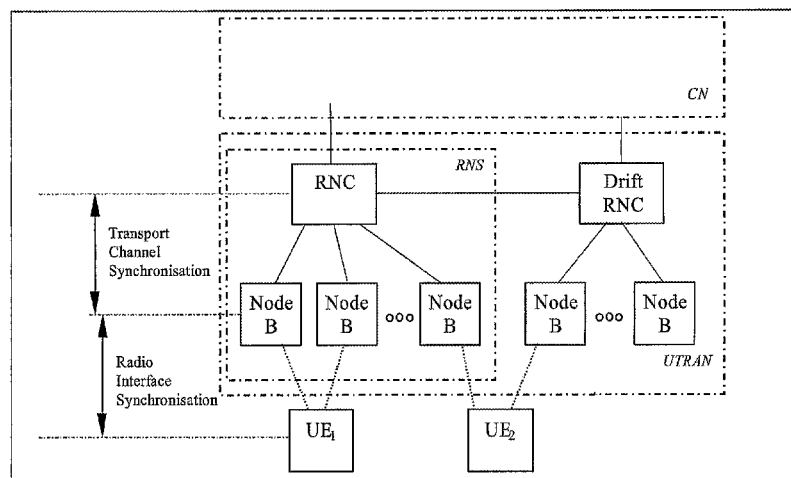 CN
RNS
RNC
Drift
RNC
Transport
Channel
Synchronisation
Node
B
Node
B
ooo
Node
B
Node
B
ooo
Node
B
UTRAN
Radio
Interface
Synchronisation
UE1
UE2